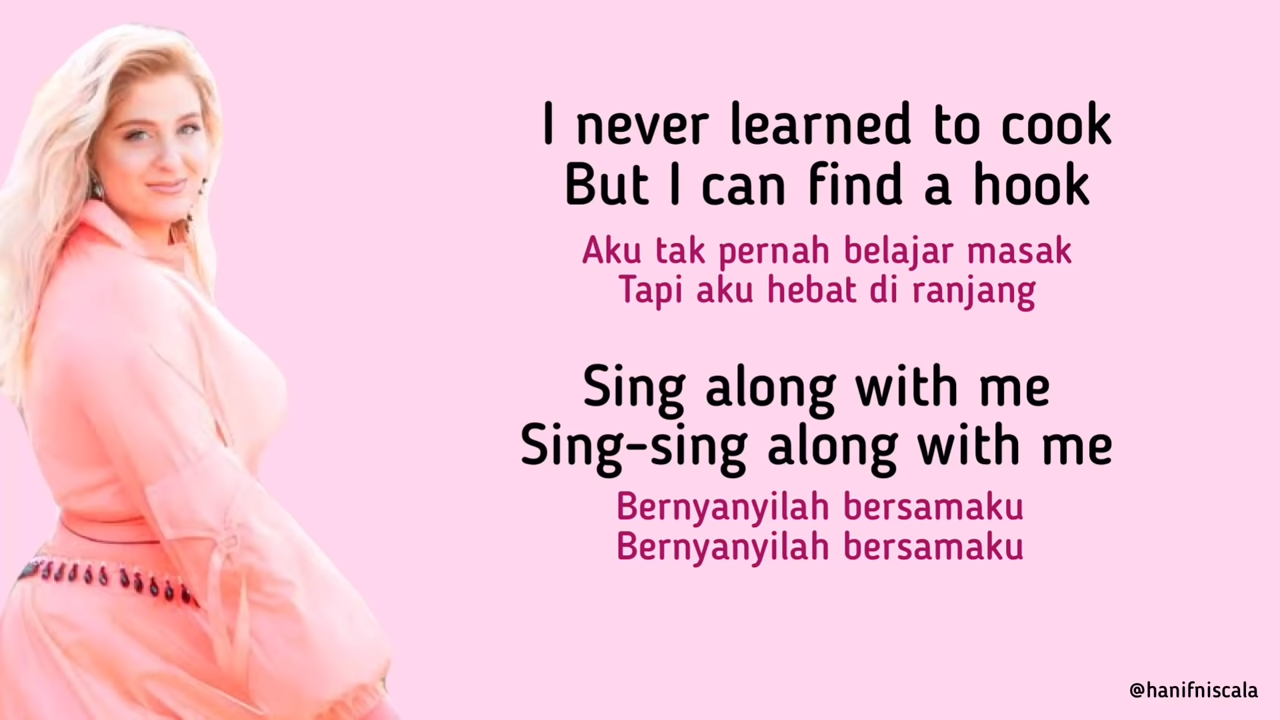 I never learned to cook
But I can find a hook
Aku tak pernah belajar masak
Tapi aku hebat di ranjang
Sing along with me
Sing-sing along with me
Bernyanyilah bersamaku
Bernyanyilah bersamaku
@hanifniscala